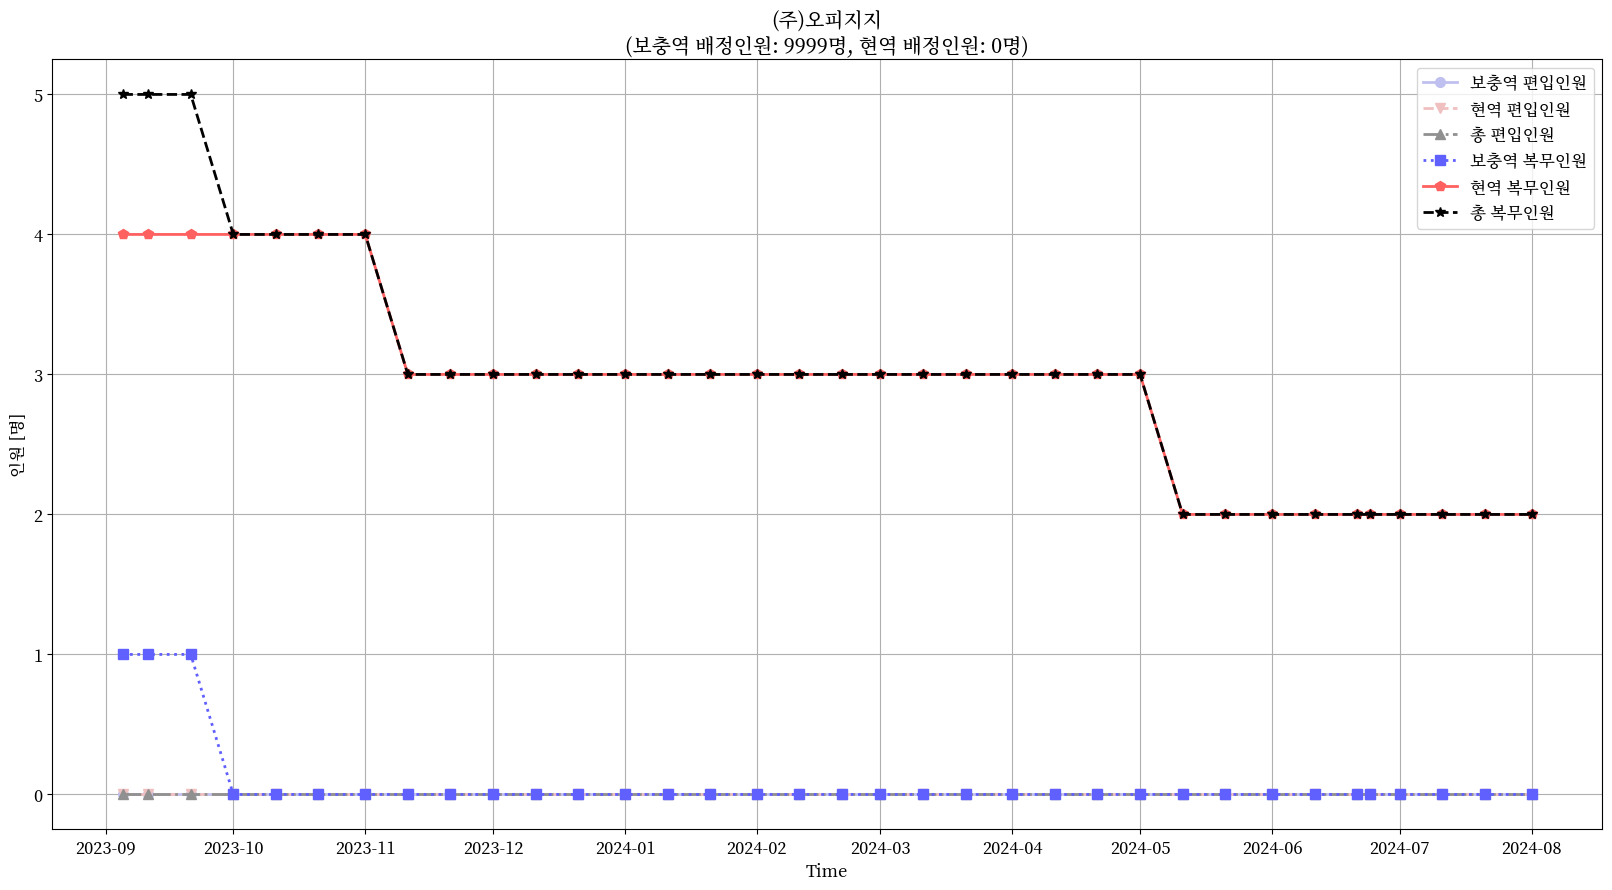 (주)오피지지
(보충역 배정인원: 9999명, 현역 배정인원: 0명)
보충역 편입인원
현역 편입인원
총 편입인원
보충역 복무인원
현역 복무인원
총 복무인원
인원 [명]
5
4
3
2
1
0
2023-09
2023-10
2023-11
2023-12
2024-01
2024-02
2024-03
2024-04
2024-05
2024-06
2024-07
2024-08
Time